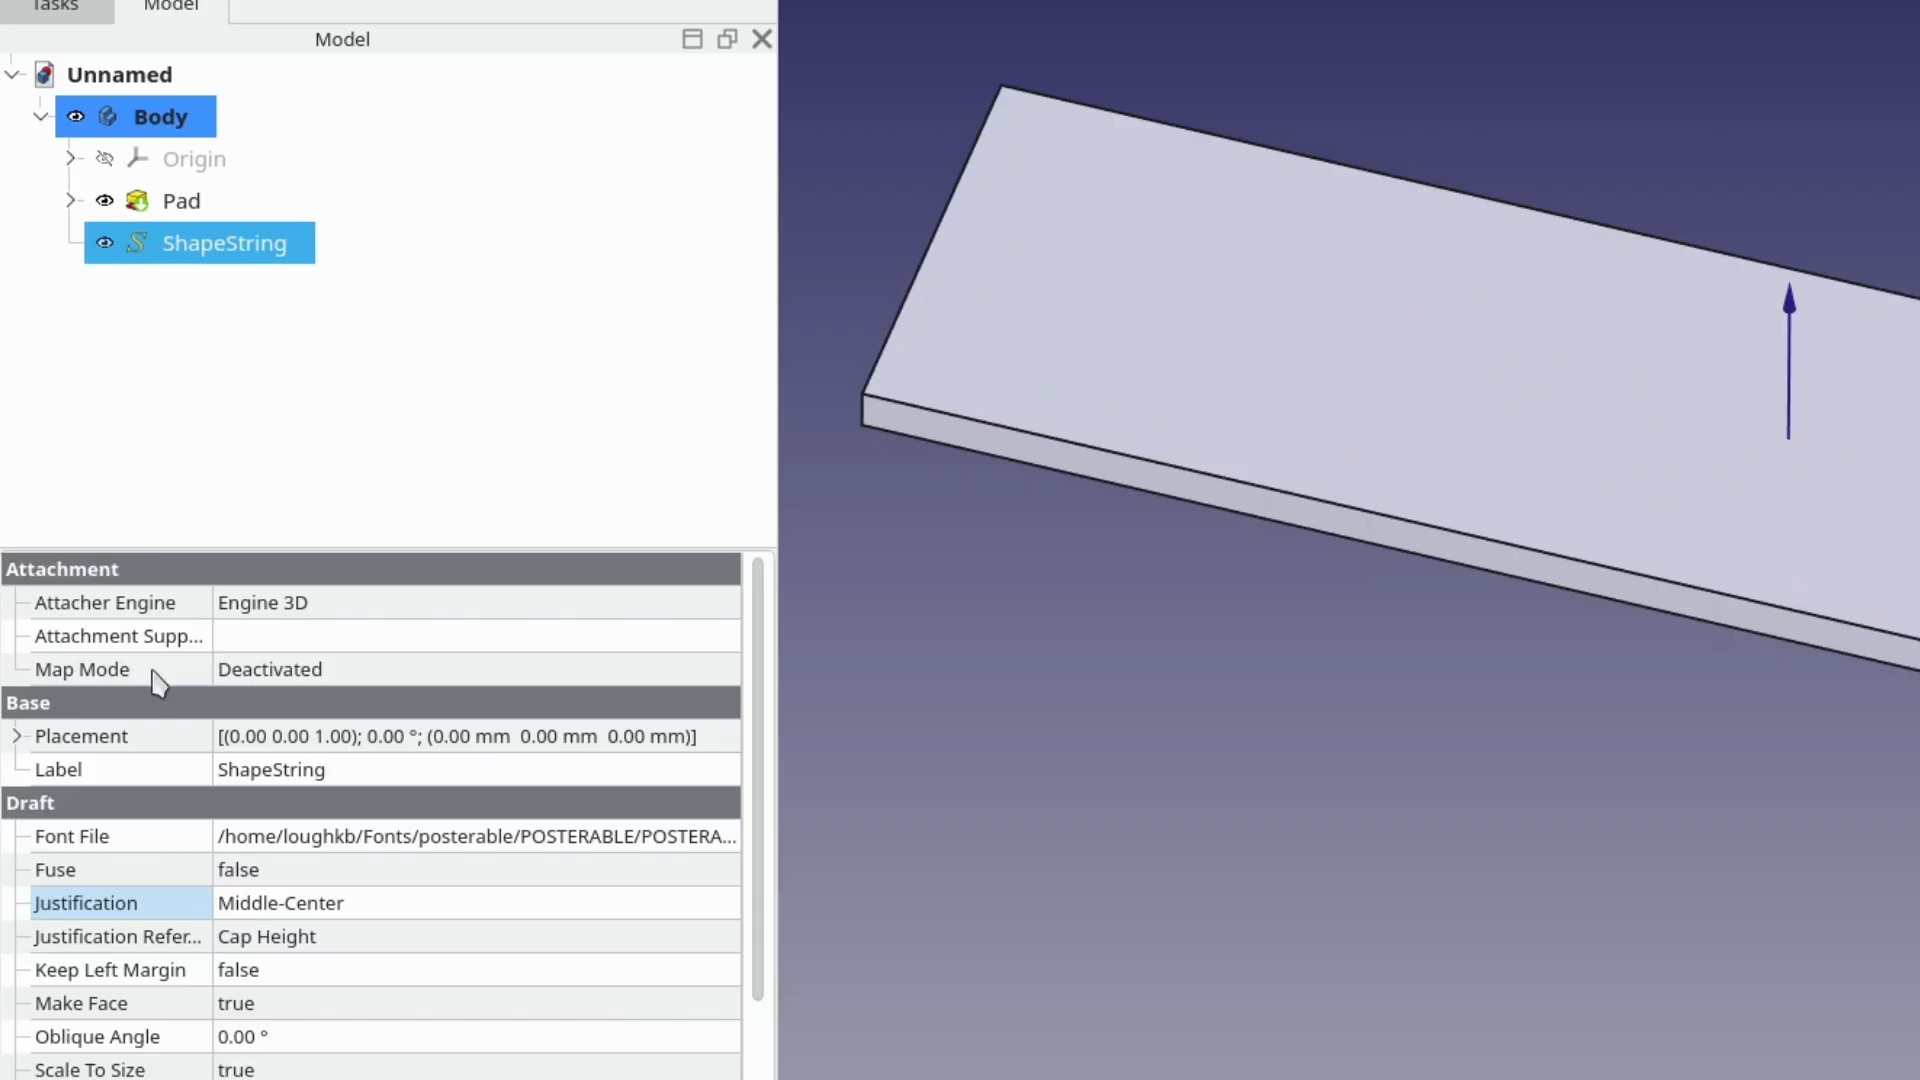 Tasks
Model
Model
Unnamed
Body
Origin
Pad
ShapeString
Attachment
Attacher Engine
Engine 3D
Attachment Supp...
Map Mode
Deactivated
Base
Placement
[(0.00 0.00 1.00); 0.00 °; (0.00 mm  0.00 mm  0.00 mm)]
Label
ShapeString
Draft
Font File
/home/loughkb/Fonts/posterable/POSTERABLE/POSTERA...
Fuse
false
Justification
Middle-Center
Justification Refer...
Cap Height
Keep Left Margin
false
Make Face
true
Oblique Angle
0.00 °
Scale To Size
true